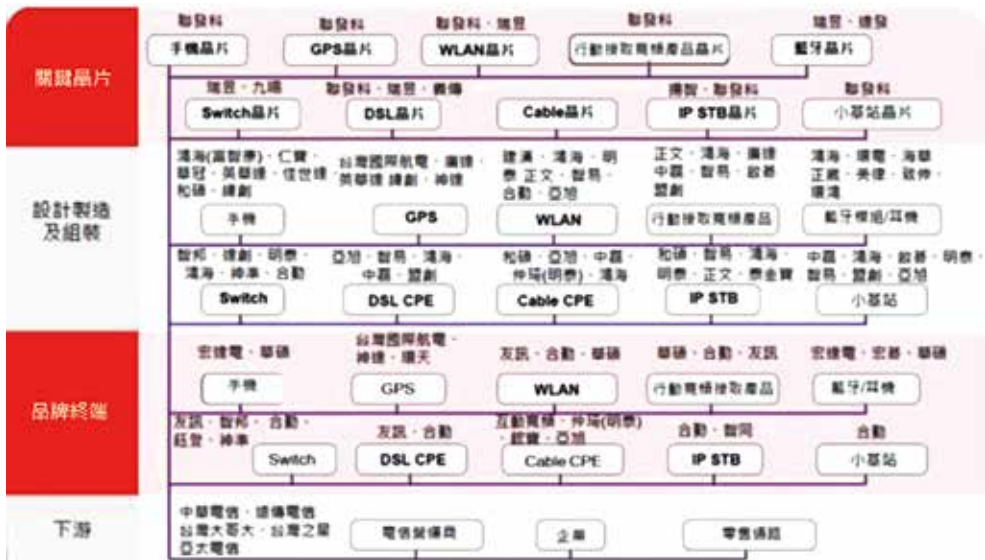 關鍵晶片
聯發科
手機晶片
聯發科
GPS晶片
聯發科、瑞昱
WLAN晶片
聯發科
行動接取寬頻產品晶片
瑞昱、達發
藍牙晶片
瑞昱、九暘
Switch晶片
聯發科、瑞昱、義傳
DSL晶片
Cable晶片
揚智、聯發科
IP STB晶片
聯發科
小基站晶片
設計製造
及組裝
鴻海(富智康)、仁寶、
華冠、英華達、佳世達、
和碩、緯創
手機
台灣國際航電、廣達、
英華達 緯創、神達
GPS
建漢、鴻海、明
泰 正文、智易、
合勤、亞旭
WLAN
正文、鴻海、廣達
中磊、智易、啟碁
盟創
行動接取寬頻產品
鴻海、環電、海華
正崴、美律、致伸、
環鴻
藍牙模組/耳機
智邦、達創、明泰、
鴻海、神準、合勤
Switch
亞旭、智易、鴻海、
中磊、盟創
DSL CPE
和碩、亞旭、中磊、
仲琦(明泰)、鴻海
Cable CPE
和碩、智易、鴻海、
明泰、正文、泰金寶
IP STB
中磊、鴻海、啟碁、明泰、
智易、盟創、亞旭
小基站
品牌終端
宏達電、華碩
手機
台灣國際航電、
神達、環天
GPS
友訊、合勤、華碩
WLAN
華碩、合勤、友訊
行動寬頻接取產品
宏達電、宏碁、華碩
藍牙/耳機
友訊、智邦、合勤、
鈺登、神準
Switch
友訊、合勤
DSL CPE
互動寬頻、仲琦(明泰)
、鋐寶、亞旭
Cable CPE
合勤、智同
IP STB
合勤
小基站
下游
中華電信、遠傳電信
台灣大哥大、台灣之星
亞太電信
電信營運商
企業
零售通路